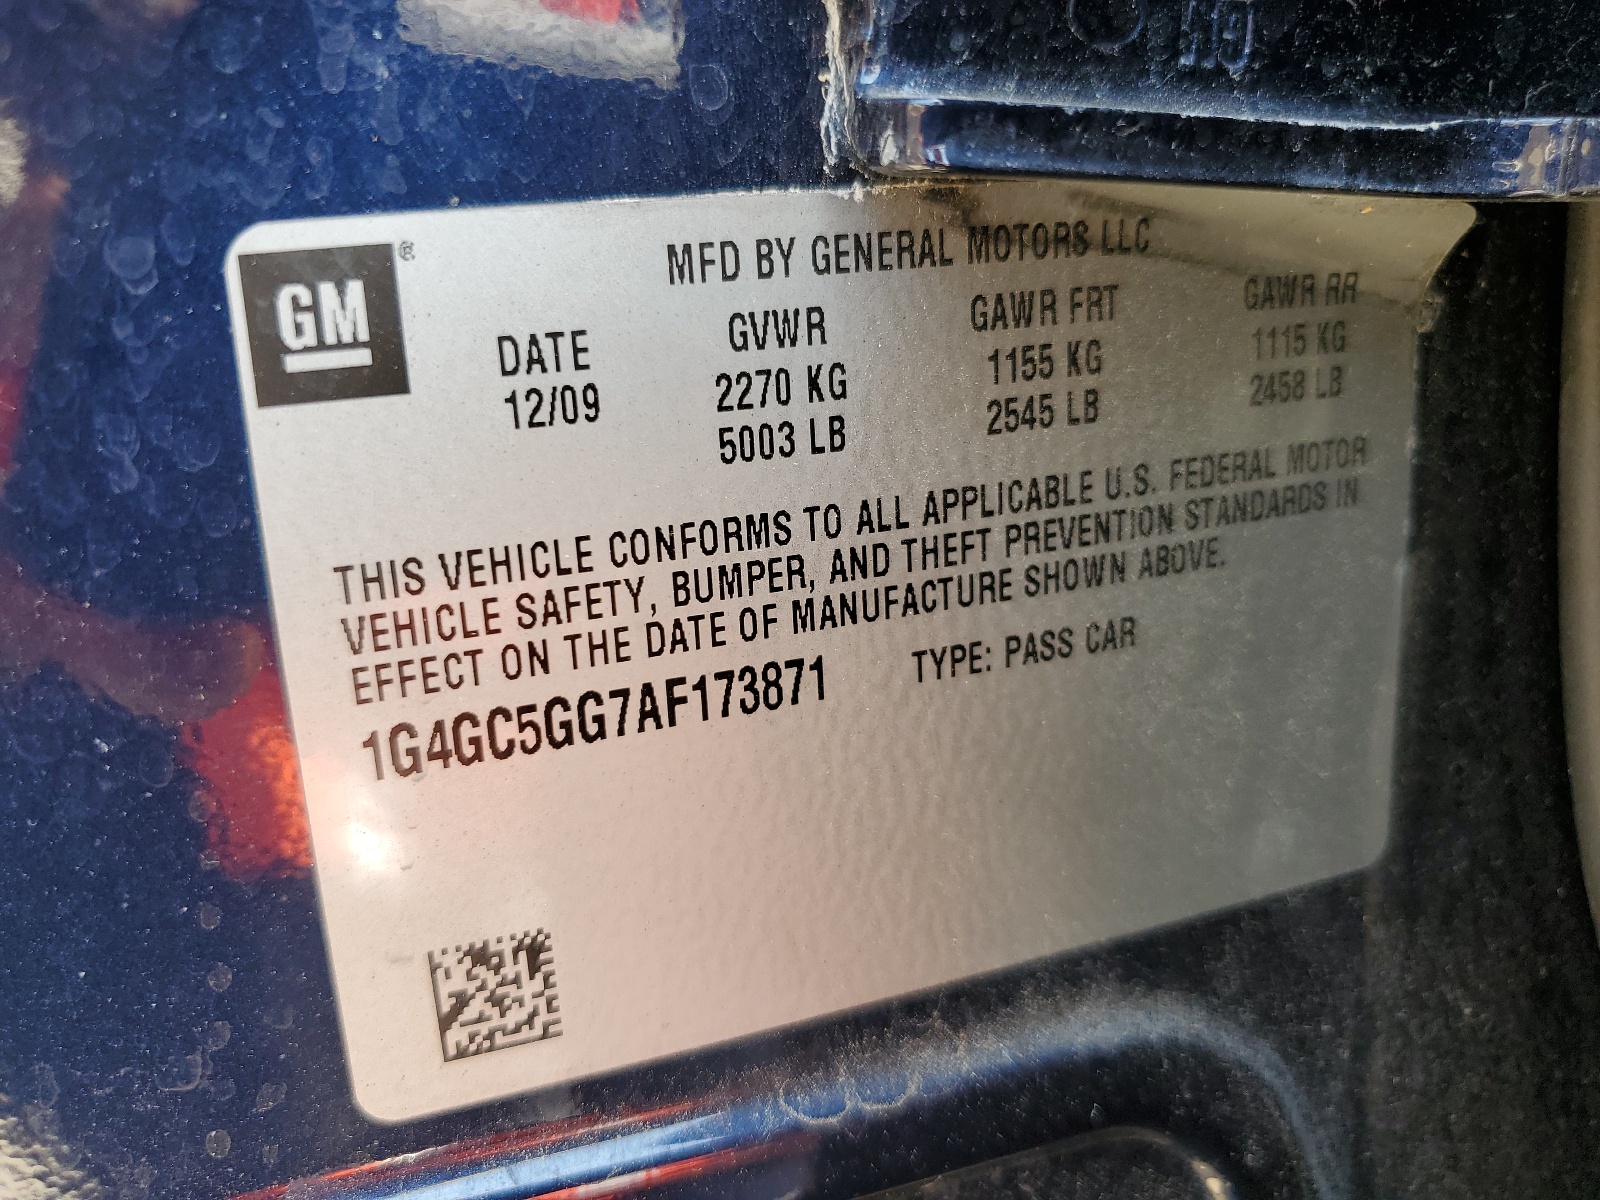 GM ®
MFD BY GENERAL MOTORS LLC
DATE GVWR GAWR FRT GAWR RR
12/09 2270 KG 1155 KG 1115 KG
5003 LB 2545 LB 2458 LB
THIS VEHICLE CONFORMS TO ALL APPLICABLE U.S. FEDERAL MOTOR
VEHICLE SAFETY, BUMPER, AND THEFT PREVENTION STANDARDS IN
EFFECT ON THE DATE OF MANUFACTURE SHOWN ABOVE.
1G4GC5GG7AF173871 TYPE: PASS CAR